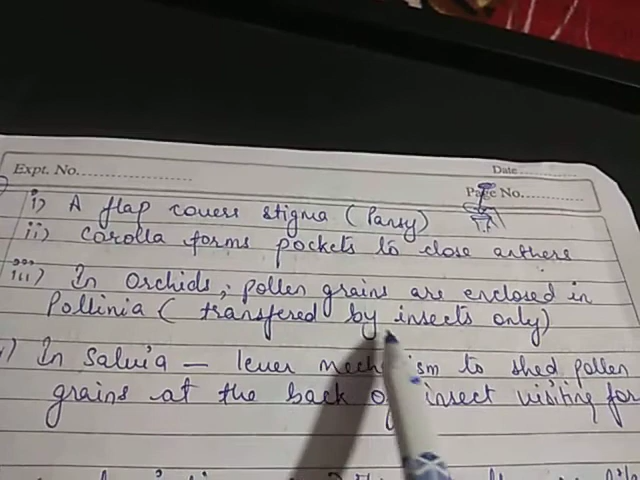 Expt. No.
Date
Page No.
i) A flap covers stigma (Pansy)
ii) Corolla forms pockets to close anthers
iii) In Orchids, pollen grains are enclosed in
Pollinia ( transfered by insects only)
In Salvia — lever mechanism to shed pollen
grains at the back of insect visiting for